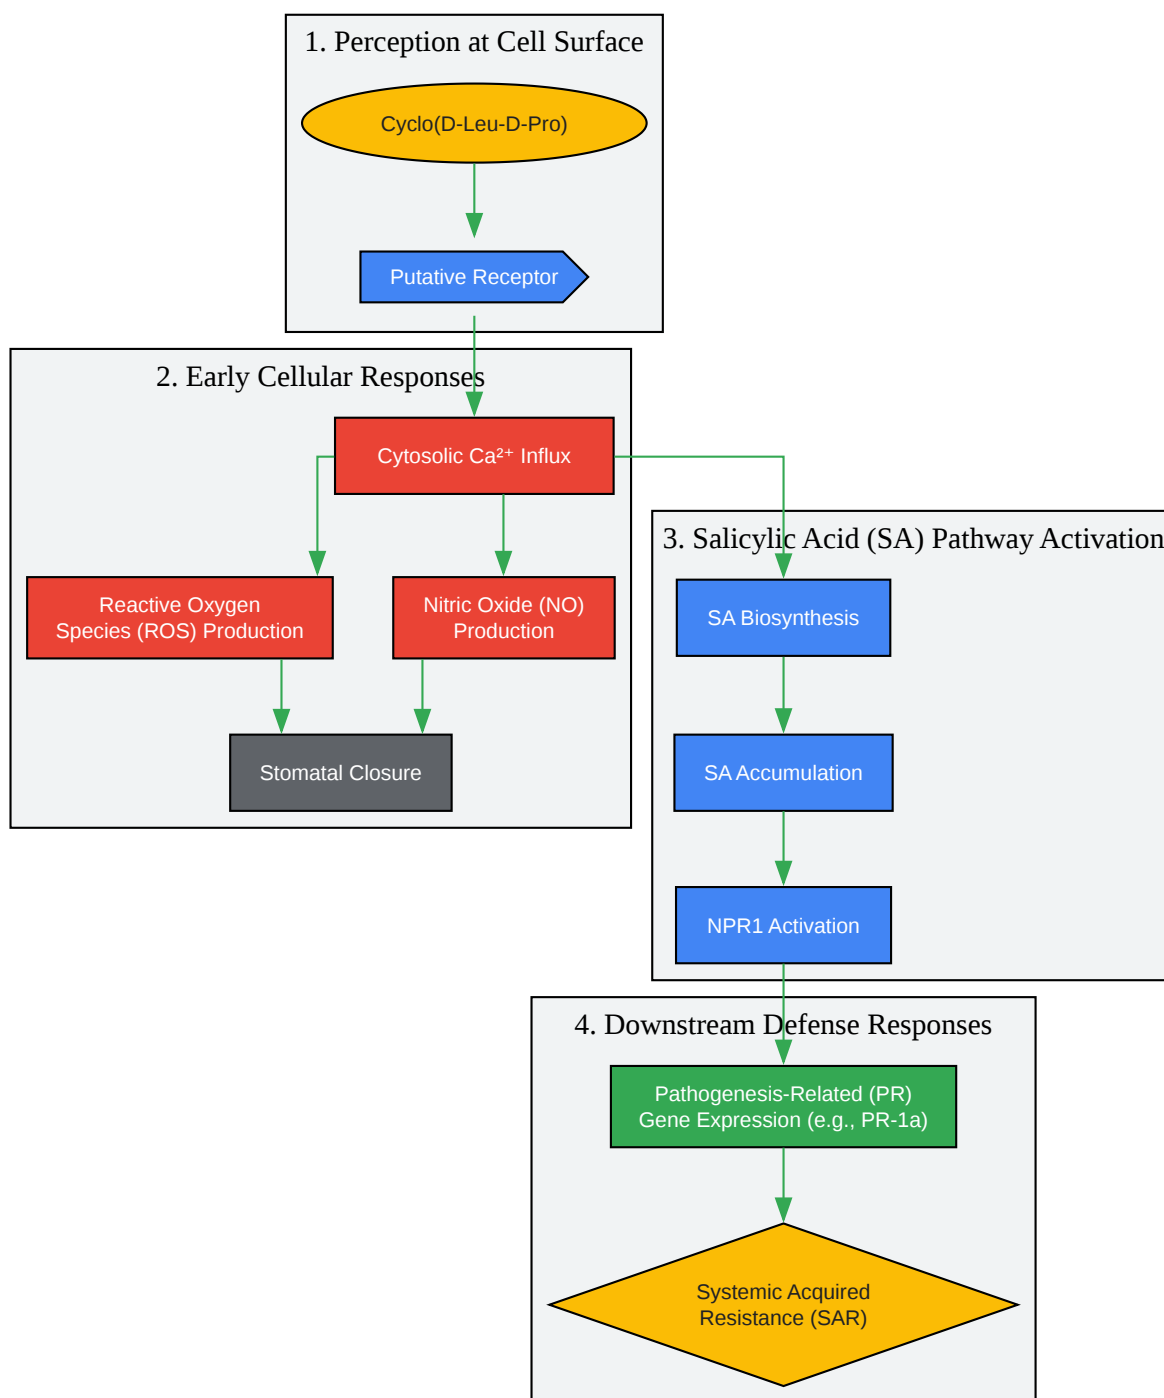 1. Perception at Cell Surface
Cyclo(D-Leu-D-Pro)
Putative Receptor
2. Early Cellular Responses
Cytosolic Ca²⁺ Influx
Reactive Oxygen
Species (ROS) Production
Nitric Oxide (NO)
Production
Stomatal Closure
3. Salicylic Acid (SA) Pathway Activation
SA Biosynthesis
SA Accumulation
NPR1 Activation
4. Downstream Defense Responses
Pathogenesis-Related (PR)
Gene Expression (e.g., PR-1a)
Systemic Acquired
Resistance (SAR)